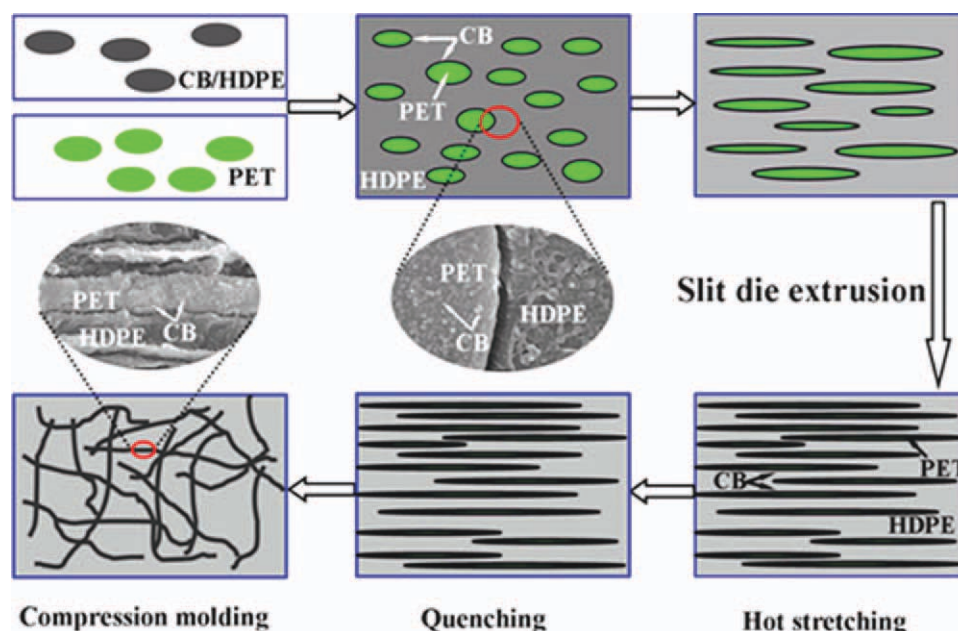 CB/HDPE
PET
CB
PET
HDPE
PET
CB
HDPE
PET
HDPE
CB
Slit die extrusion
PET
CB
HDPE
Compression molding
Quenching
Hot stretching